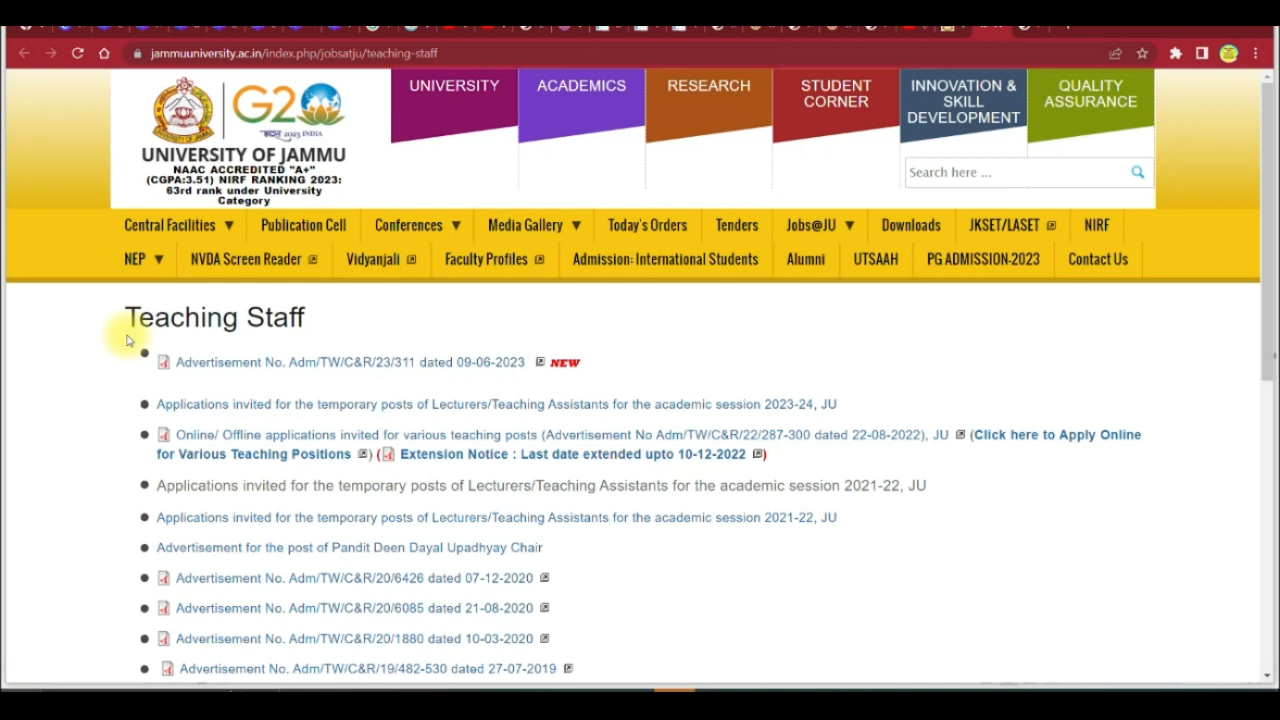 jammuuniversity.ac.in/index.php/jobsatju/teaching-staff
G20
2023 INDIA
UNIVERSITY OF JAMMU
NAAC ACCREDITED "A+"
(CGPA:3.51) NIRF RANKING 2023:
63rd rank under University
Category
UNIVERSITY
ACADEMICS
RESEARCH
STUDENT
CORNER
INNOVATION &
SKILL
DEVELOPMENT
QUALITY
ASSURANCE
Search here ...
Central Facilities Publication Cell Conferences Media Gallery Today's Orders Tenders Jobs@JU Downloads JKSET/LASET NIRF
NEP NVDA Screen Reader Vidyanjali Faculty Profiles Admission: International Students Alumni UTSAAH PG ADMISSION-2023 Contact Us
Teaching Staff
Advertisement No. Adm/TW/C&R/23/311 dated 09-06-2023 NEW
Applications invited for the temporary posts of Lecturers/Teaching Assistants for the academic session 2023-24, JU
Online/ Offline applications invited for various teaching posts (Advertisement No Adm/TW/C&R/22/287-300 dated 22-08-2022), JU (Click here to Apply Online
for Various Teaching Positions ) ( Extension Notice : Last date extended upto 10-12-2022 )
Applications invited for the temporary posts of Lecturers/Teaching Assistants for the academic session 2021-22, JU
Applications invited for the temporary posts of Lecturers/Teaching Assistants for the academic session 2021-22, JU
Advertisement for the post of Pandit Deen Dayal Upadhyay Chair
Advertisement No. Adm/TW/C&R/20/6426 dated 07-12-2020
Advertisement No. Adm/TW/C&R/20/6085 dated 21-08-2020
Advertisement No. Adm/TW/C&R/20/1880 dated 10-03-2020
Advertisement No. Adm/TW/C&R/19/482-530 dated 27-07-2019